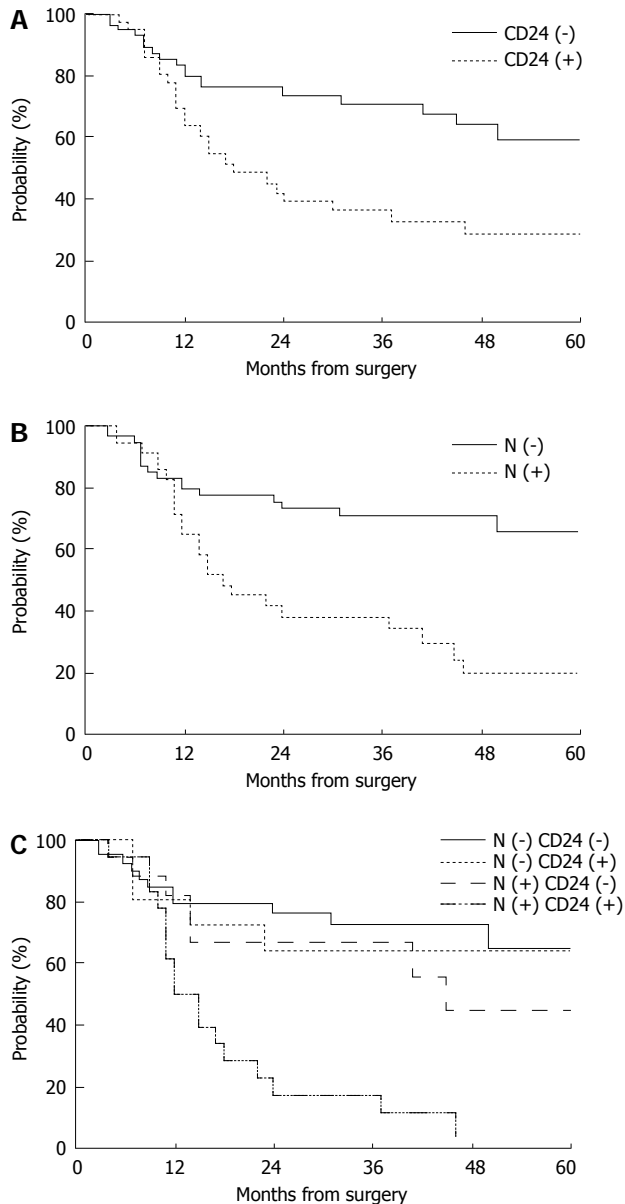 A
100
80
60
40
20
0
Probability (%)
CD24 (-)
CD24 (+)
0 12 24 36 48 60
Months from surgery
B
100
80
60
40
20
0
Probability (%)
N (-)
N (+)
0 12 24 36 48 60
Months from surgery
C
100
80
60
40
20
0
Probability (%)
N (-) CD24 (-)
N (-) CD24 (+)
N (+) CD24 (-)
N (+) CD24 (+)
0 12 24 36 48 60
Months from surgery